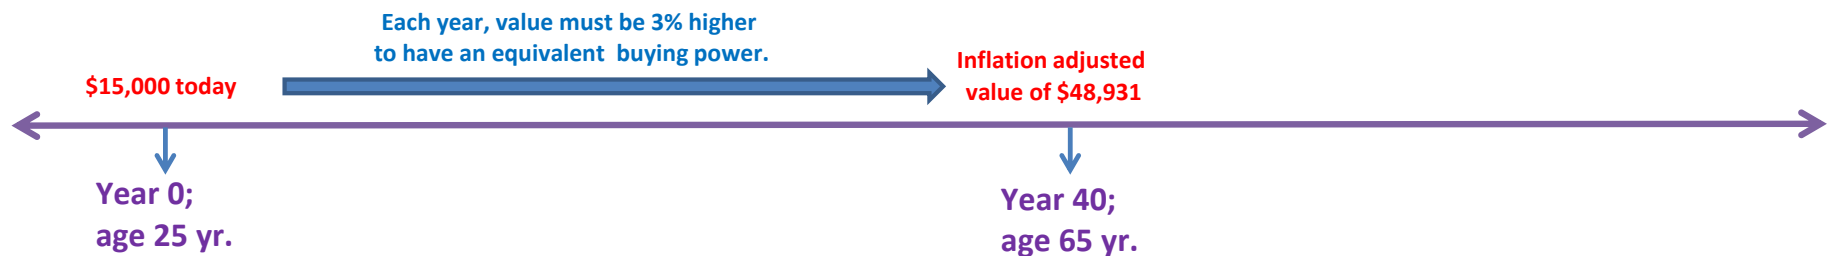 Each year, value must be 3% higher
to have an equivalent buying power.
$15,000 today
Inflation adjusted
value of $48,931
Year 0;
age 25 yr.
Year 40;
age 65 yr.